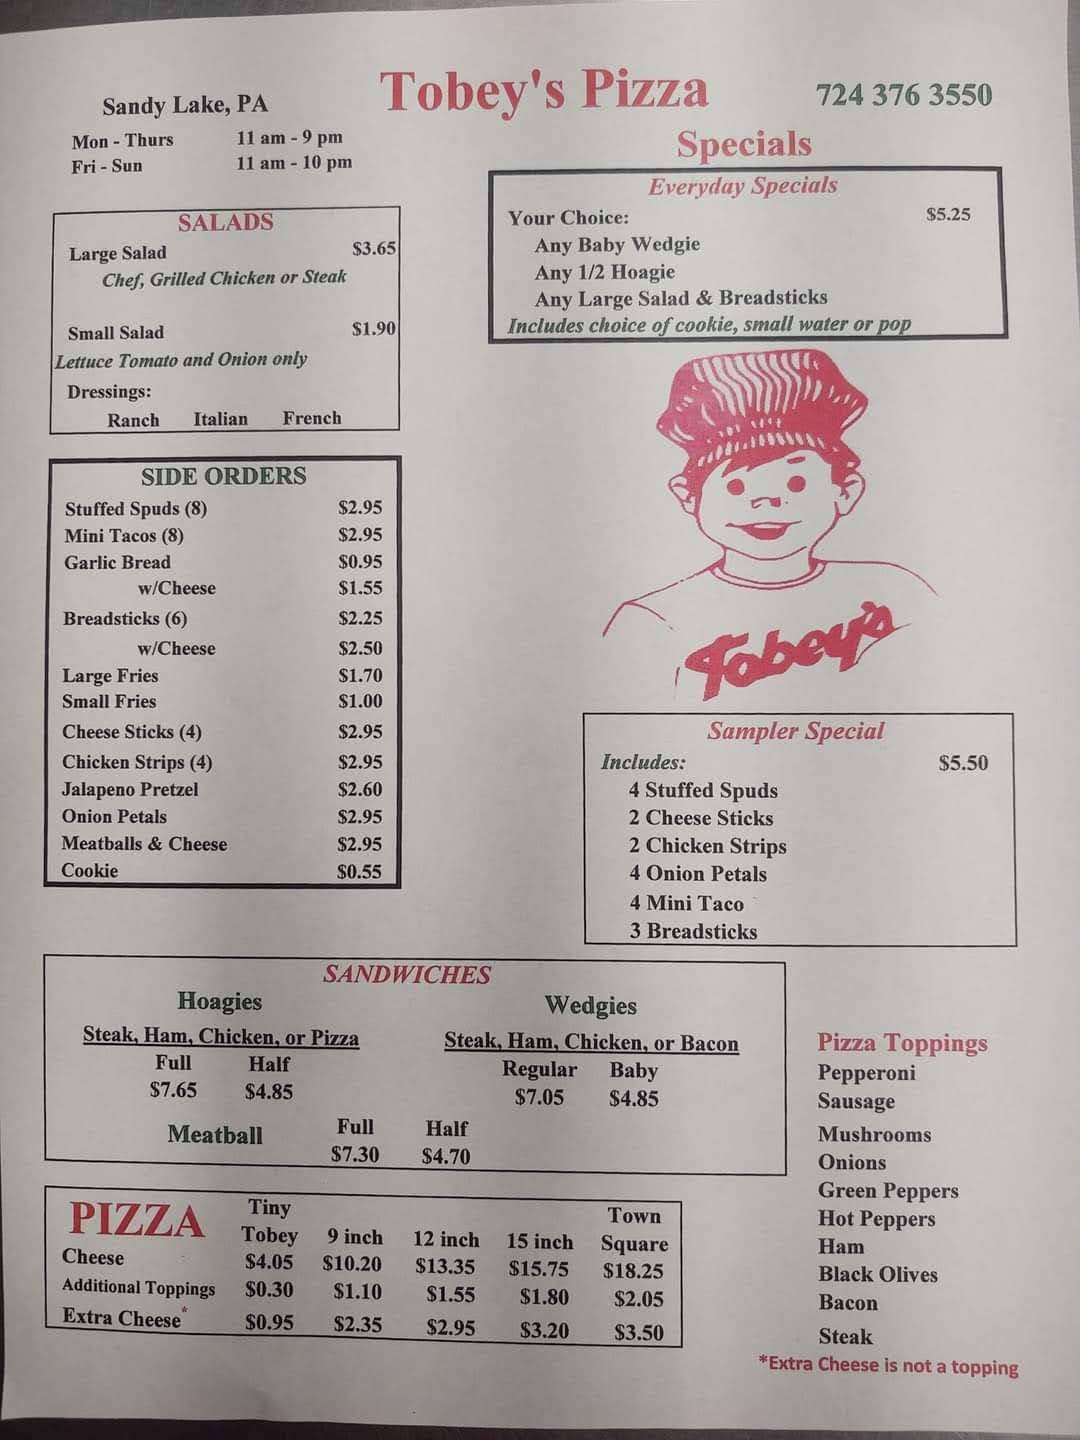 Tobey's Pizza
Sandy Lake, PA
724 376 3550
Mon - Thurs 11 am - 9 pm
Fri - Sun 11 am - 10 pm
SALADS
Large Salad $3.65
Chef, Grilled Chicken or Steak
Small Salad $1.90
Lettuce Tomato and Onion only
Dressings:
Ranch Italian French
SIDE ORDERS
Stuffed Spuds (8) $2.95
Mini Tacos (8) $2.95
Garlic Bread $0.95
w/Cheese $1.55
Breadsticks (6) $2.25
w/Cheese $2.50
Large Fries $1.70
Small Fries $1.00
Cheese Sticks (4) $2.95
Chicken Strips (4) $2.95
Jalapeno Pretzel $2.60
Onion Petals $2.95
Meatballs & Cheese $2.95
Cookie $0.55
Specials
Everyday Specials
Your Choice: $5.25
Any Baby Wedgie
Any 1/2 Hoagie
Any Large Salad & Breadsticks
Includes choice of cookie, small water or pop
Tobey's
Sampler Special
Includes: $5.50
4 Stuffed Spuds
2 Cheese Sticks
2 Chicken Strips
4 Onion Petals
4 Mini Taco
3 Breadsticks
SANDWICHES
Hoagies Wedgies
Steak, Ham, Chicken, or Pizza Steak, Ham, Chicken, or Bacon
Full Half Regular Baby
$7.65 $4.85 $7.05 $4.85
Meatball Full Half
$7.30 $4.70
PIZZA Tiny Town
Tobey 9 inch 12 inch 15 inch Square
Cheese $4.05 $10.20 $13.35 $15.75 $18.25
Additional Toppings $0.30 $1.10 $1.55 $1.80 $2.05
Extra Cheese* $0.95 $2.35 $2.95 $3.20 $3.50
Pizza Toppings
Pepperoni
Sausage
Mushrooms
Onions
Green Peppers
Hot Peppers
Ham
Black Olives
Bacon
Steak
*Extra Cheese is not a topping